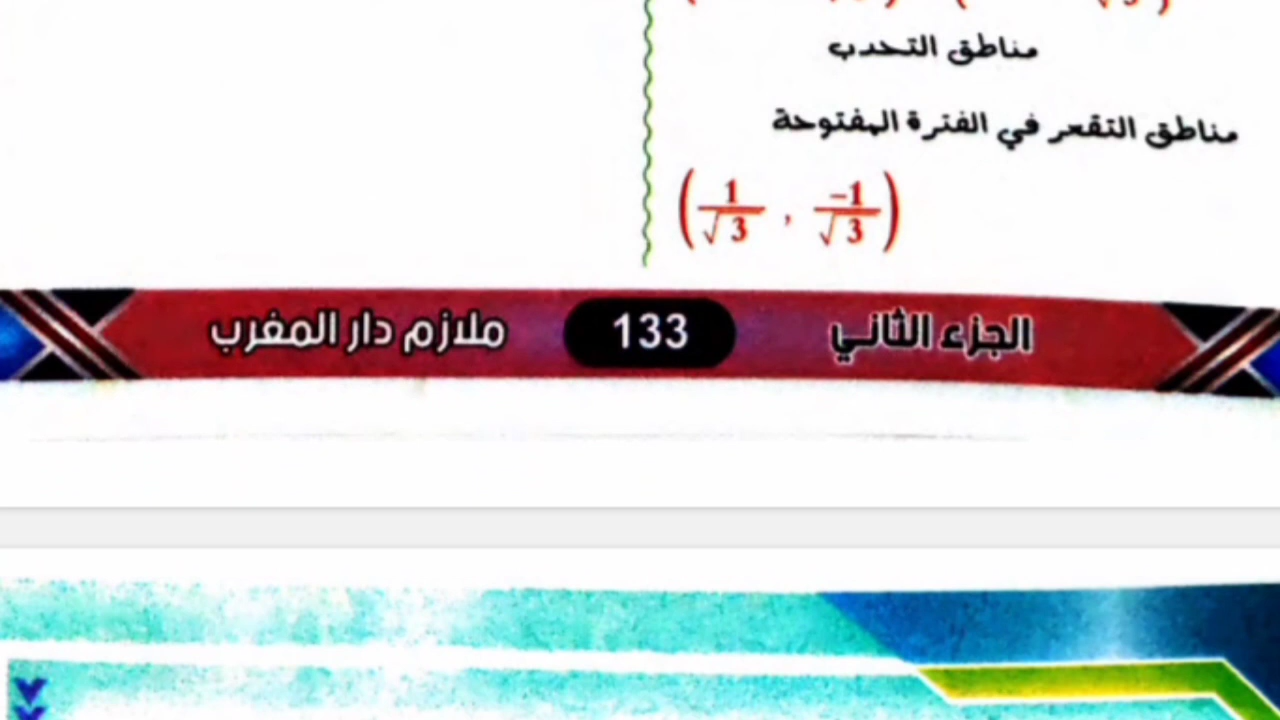 مناطق التحدب
مناطق التقعر في الفترة المفتوحة
(1/√3 , -1/√3)
الجزء الثاني 133 ملازم دار المغرب